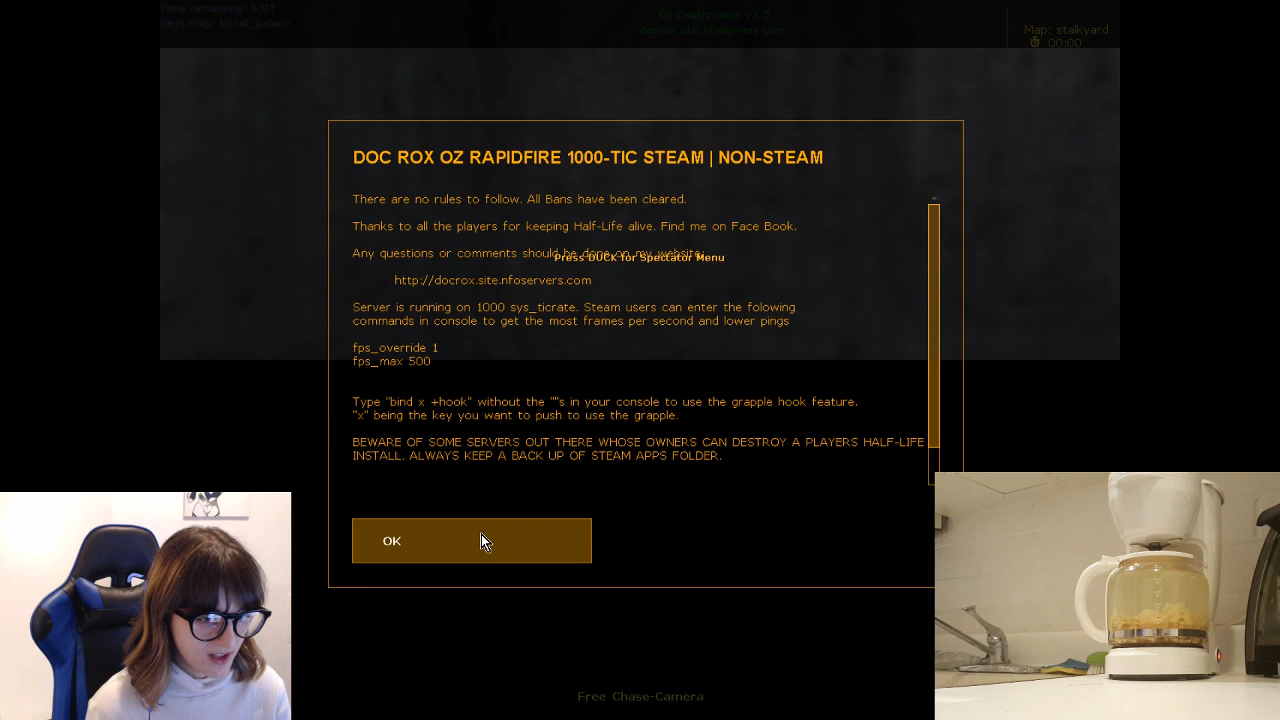 Time remaining: 5:01
Next map: kitkat_palace
Oz Deathmatch v1.0
docrox.site.nfoservers.com
Map: stalkyard
00:00
DOC ROX OZ RAPIDFIRE 1000-TIC STEAM | NON-STEAM
There are no rules to follow. All Bans have been cleared.
Thanks to all the players for keeping Half-Life alive. Find me on Face Book.
Any questions or comments should be done on my website:
Press DUCK for Spectator Menu
http://docrox.site.nfoservers.com
Server is running on 1000 sys_ticrate. Steam users can enter the folowing
commands in console to get the most frames per second and lower pings
fps_override 1
fps_max 500
Type "bind x +hook" without the ""s in your console to use the grapple hook feature.
"x" being the key you want to push to use the grapple.
BEWARE OF SOME SERVERS OUT THERE WHOSE OWNERS CAN DESTROY A PLAYERS HALF-LIFE
INSTALL. ALWAYS KEEP A BACK UP OF STEAM APPS FOLDER.
OK
Free Chase-Camera